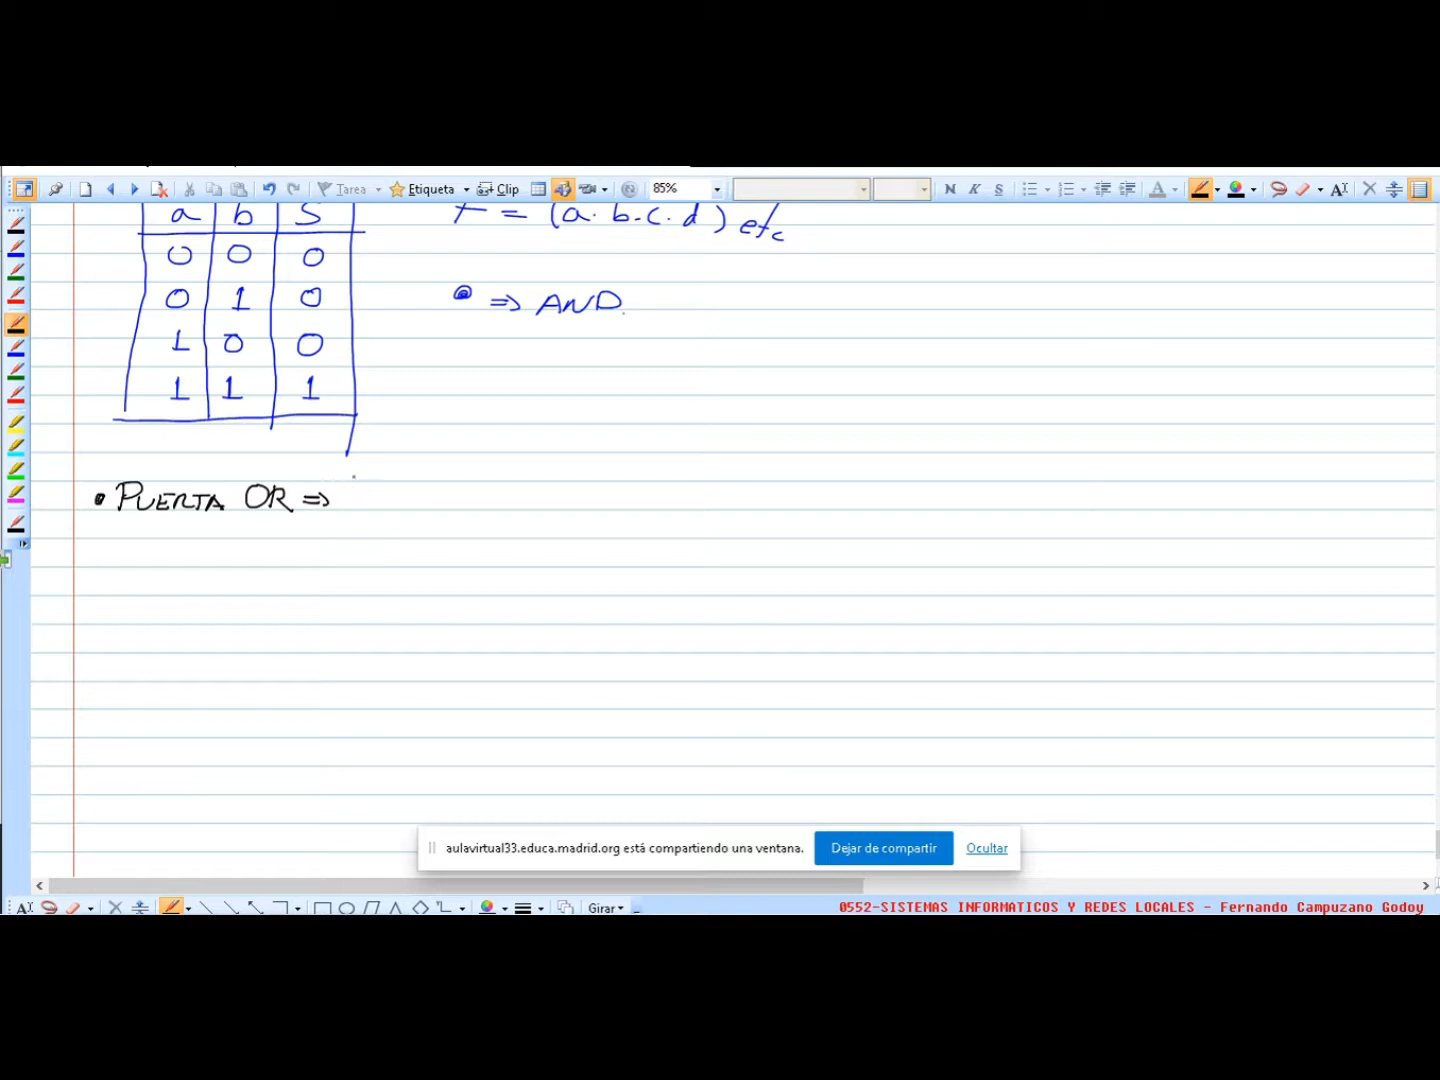 Tarea Etiqueta Clip 85% N K S A
a b S
F = (a. b. c. d) etc
0 0 0
0 1 0
• => AND.
1 0 0
1 1 1
• PUERTA OR =>
aulavirtual33.educa.madrid.org está compartiendo una ventana. Dejar de compartir Ocultar
Girar
0552-SISTEMAS INFORMATICOS Y REDES LOCALES - Fernando Campuzano Godoy